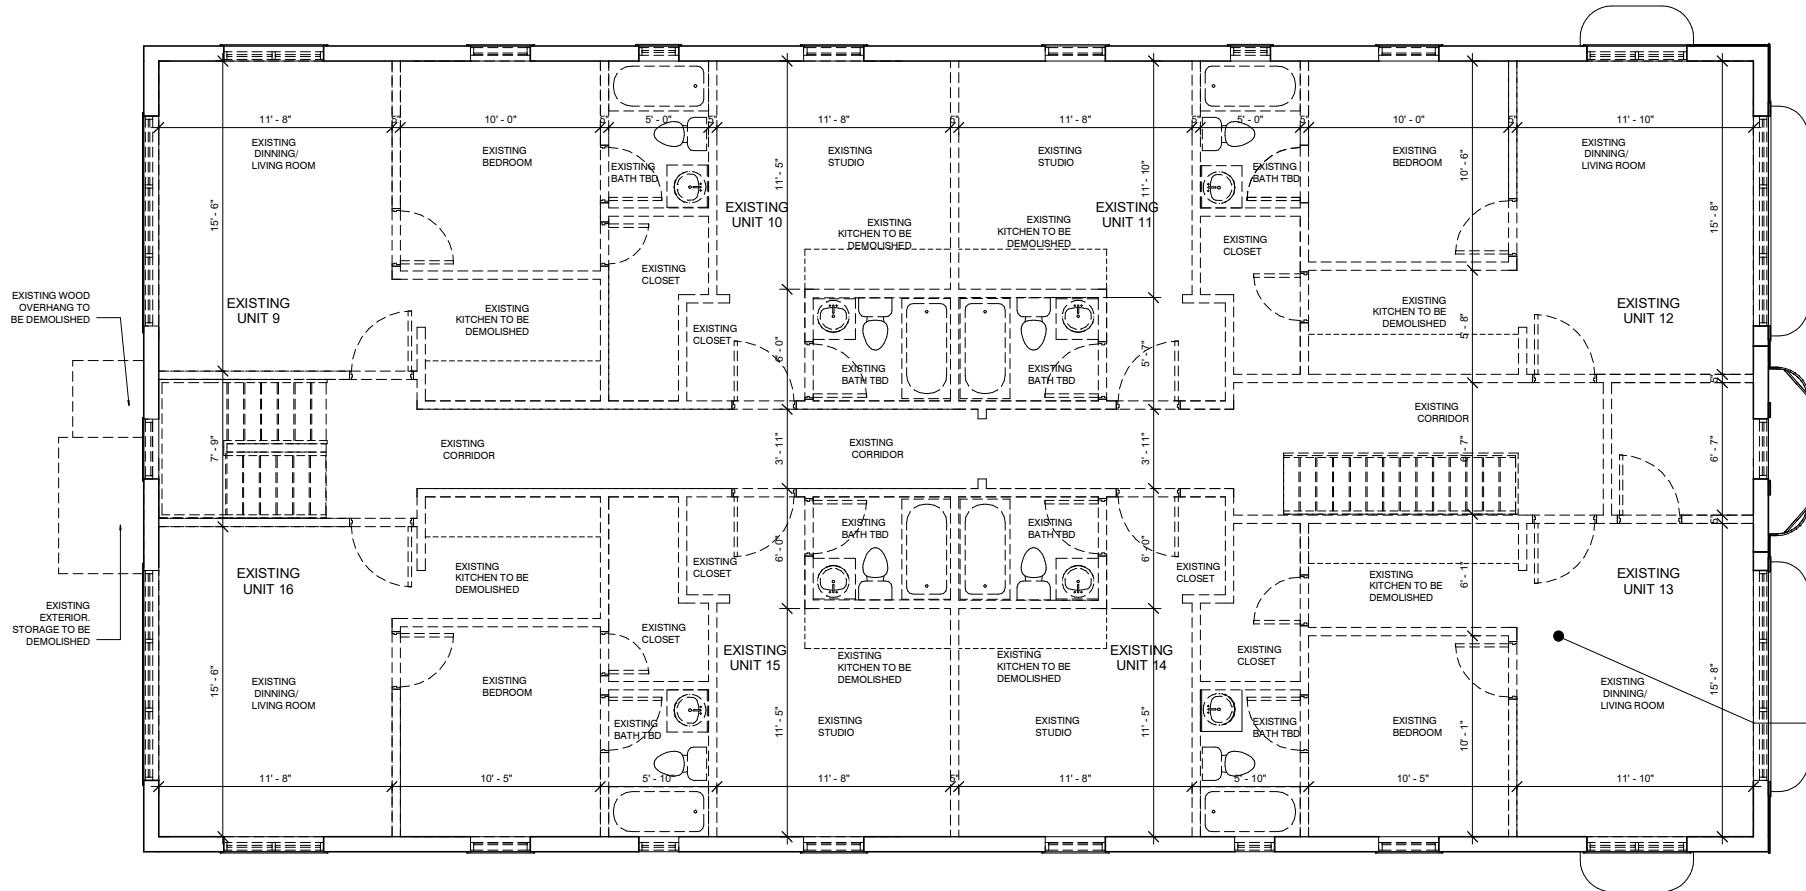 11' - 8"
5"
10' - 0"
5"
5' - 0"
5"
11' - 8"
5"
11' - 8"
5"
5' - 0"
5"
10' - 0"
5"
11' - 10"
EXISTING
DINNING/
LIVING ROOM
EXISTING
BEDROOM
EXISTING
BATH TBD
EXISTING
STUDIO
EXISTING
STUDIO
EXISTING
BATH TBD
EXISTING
BEDROOM
EXISTING
DINNING/
LIVING ROOM
15' - 6"
11' - 5"
11' - 10"
10' - 6"
15' - 8"
EXISTING
UNIT 10
EXISTING
UNIT 11
EXISTING
KITCHEN TO BE
DEMOLISHED
EXISTING
KITCHEN TO BE
DEMOLISHED
EXISTING
CLOSET
EXISTING
CLOSET
EXISTING WOOD
OVERHANG TO
BE DEMOLISHED
EXISTING
UNIT 9
EXISTING
KITCHEN TO BE
DEMOLISHED
EXISTING
CLOSET
EXISTING
KITCHEN TO BE
DEMOLISHED
EXISTING
UNIT 12
6' - 0"
5' - 7"
5' - 8"
EXISTING
BATH TBD
EXISTING
BATH TBD
5"
EXISTING
CORRIDOR
EXISTING
CORRIDOR
EXISTING
CORRIDOR
7' - 9"
3' - 11"
3' - 11"
6' - 7"
6' - 7"
5"
EXISTING
BATH TBD
EXISTING
BATH TBD
6' - 0"
6' - 0"
6' - 1"
EXISTING
UNIT 16
EXISTING
KITCHEN TO BE
DEMOLISHED
EXISTING
CLOSET
EXISTING
CLOSET
EXISTING
KITCHEN TO BE
DEMOLISHED
EXISTING
UNIT 13
EXISTING
EXTERIOR.
STORAGE TO BE
DEMOLISHED
EXISTING
CLOSET
EXISTING
UNIT 15
EXISTING
KITCHEN TO BE
DEMOLISHED
EXISTING
KITCHEN TO BE
DEMOLISHED
EXISTING
UNIT 14
EXISTING
CLOSET
15' - 6"
11' - 5"
11' - 5"
10' - 1"
15' - 8"
EXISTING
DINNING/
LIVING ROOM
EXISTING
BEDROOM
EXISTING
BATH TBD
EXISTING
STUDIO
EXISTING
STUDIO
EXISTING
BATH TBD
EXISTING
BEDROOM
EXISTING
DINNING/
LIVING ROOM
11' - 8"
10' - 5"
5' - 10"
11' - 8"
5"
11' - 8"
5' - 10"
10' - 5"
11' - 10"